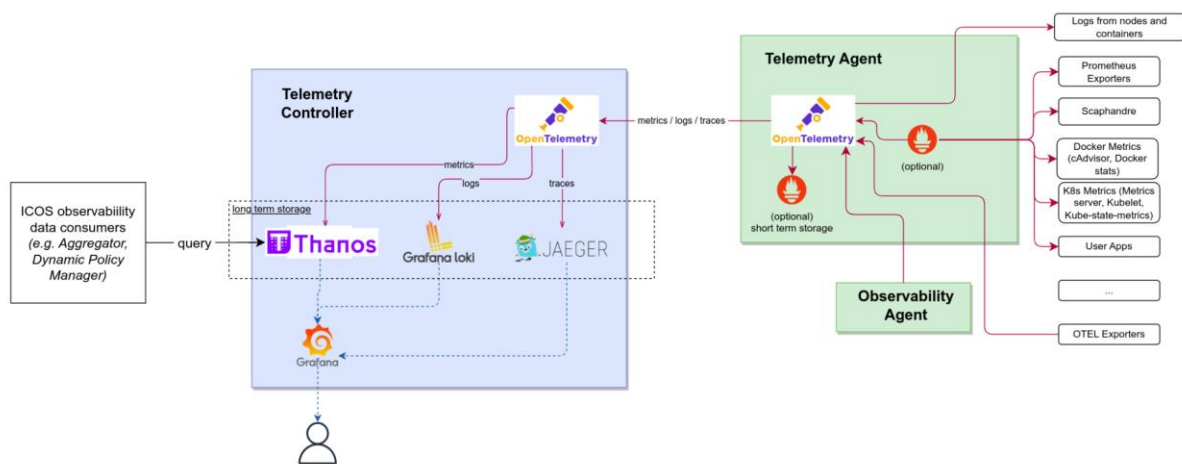 Telemetry
Controller
OpenTelemetry
metrics
logs
traces
long term storage
Thanos
Grafana loki
JAEGER
Grafana
ICOS observabiility
data consumers
(e.g. Aggregator,
Dynamic Policy
Manager)
query
metrics / logs / traces
Telemetry Agent
OpenTelemetry
(optional)
(optional)
short term storage
Observability
Agent
Logs from nodes and
containers
Prometheus
Exporters
Scaphandre
Docker Metrics
(cAdvisor, Docker
stats)
K8s Metrics (Metrics
server, Kubelet,
Kube-state-metrics)
User Apps
...
OTEL Exporters